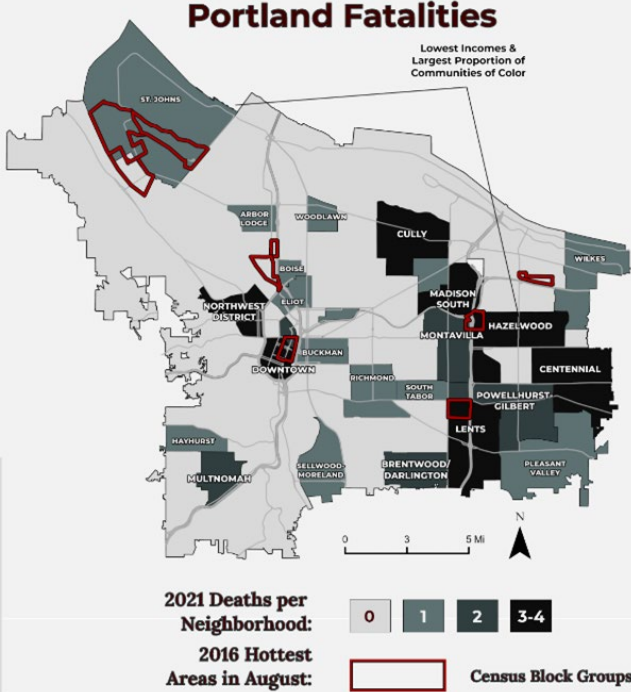 Portland Fatalities
Lowest Incomes &
Largest Proportion of
Communities of Color
ST. JOHNS
ARBOR
LODGE
WOODLAWN
CULLY
WILKES
BOISE
MADISON
SOUTH
NORTHWEST
DISTRICT
ELIOT
HAZELWOOD
MONTAVILLA
BUCKMAN
DOWNTOWN
CENTENNIAL
RICHMOND
SOUTH
TABOR
POWELLHURST
GILBERT
LENTS
HAYHURST
SELLWOOD-
MORELAND
BRENTWOOD/
DARLINGTON
PLEASANT
VALLEY
MULTNOMAH
N
0 3 5 Mi
2021 Deaths per
Neighborhood:
0 1 2 3-4
2016 Hottest
Areas in August:
Census Block Groups